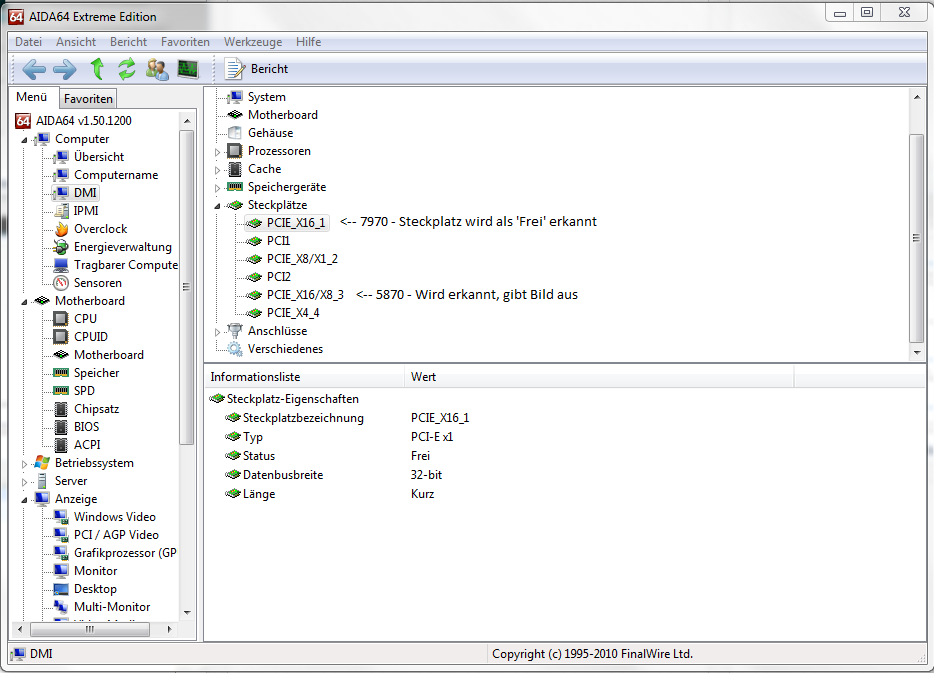 AIDA64 Extreme Edition
Datei Ansicht Bericht Favoriten Werkzeuge Hilfe
Bericht
Menü Favoriten
64 AIDA64 v1.50.1200
Computer
Übersicht
Computername
DMI
IPMI
Overclock
Energieverwaltung
Tragbarer Compute
Sensoren
Motherboard
CPU
CPUID
Motherboard
Speicher
SPD
Chipsatz
BIOS
ACPI
Betriebssystem
Server
Anzeige
Windows Video
PCI / AGP Video
Grafikprozessor (GP
Monitor
Desktop
Multi-Monitor
System
Motherboard
Gehäuse
Prozessoren
Cache
Speichergeräte
Steckplätze
PCIE_X16_1 <-- 7970 - Steckplatz wird als 'Frei' erkannt
PCI1
PCIE_X8/X1_2
PCI2
PCIE_X16/X8_3 <-- 5870 - Wird erkannt, gibt Bild aus
PCIE_X4_4
Anschlüsse
Verschiedenes
Informationsliste Wert
Steckplatz-Eigenschaften
Steckplatzbezeichnung PCIE_X16_1
Typ PCI-E x1
Status Frei
Datenbusbreite 32-bit
Länge Kurz
DMI Copyright (c) 1995-2010 FinalWire Ltd.